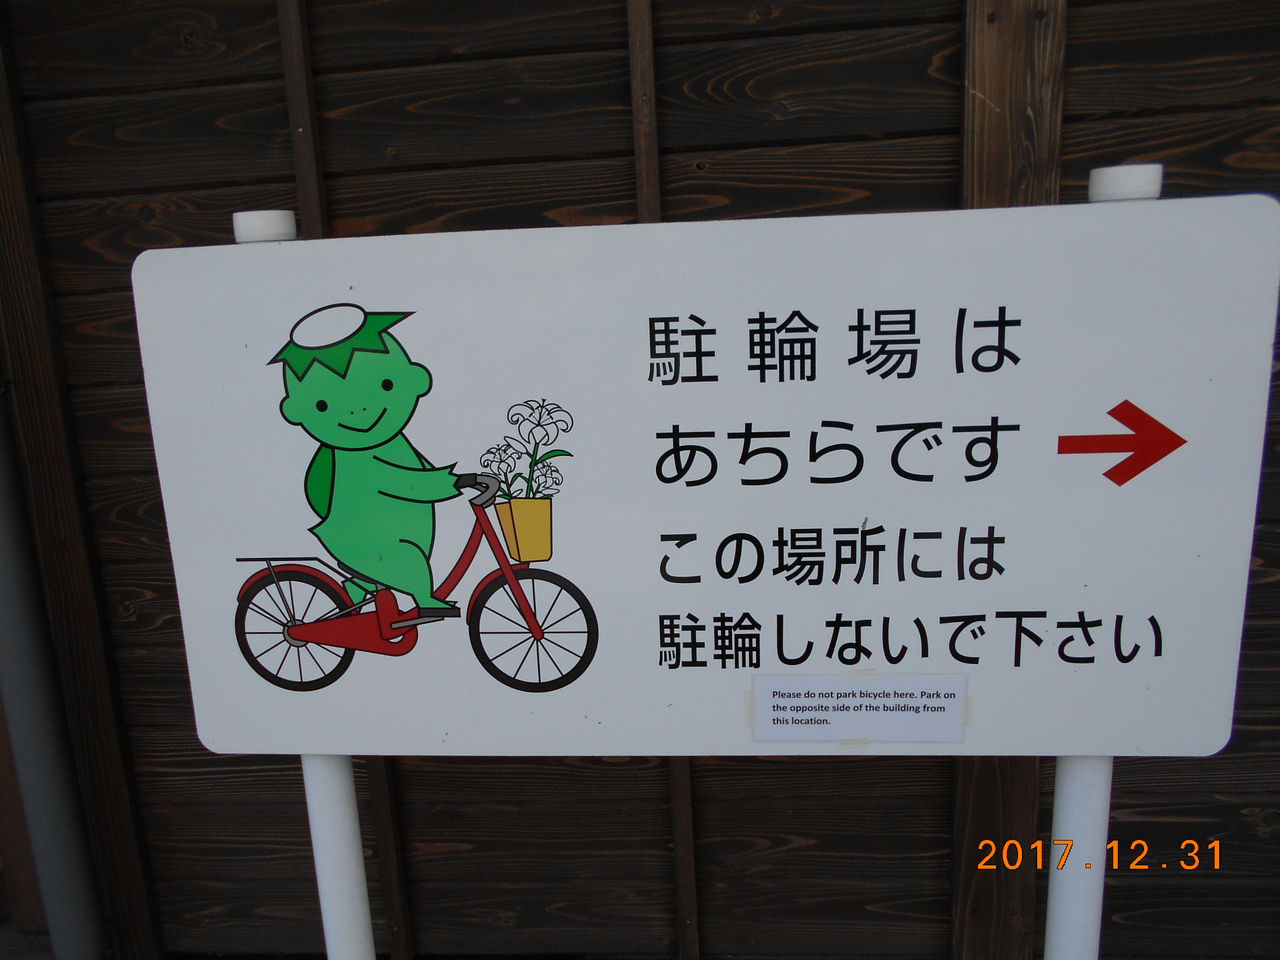 駐輪場は
あちらです
この場所には
駐輪しないで下さい
Please do not park bicycle here. Park on
the opposite side of the building from
this location.
2017.12.31